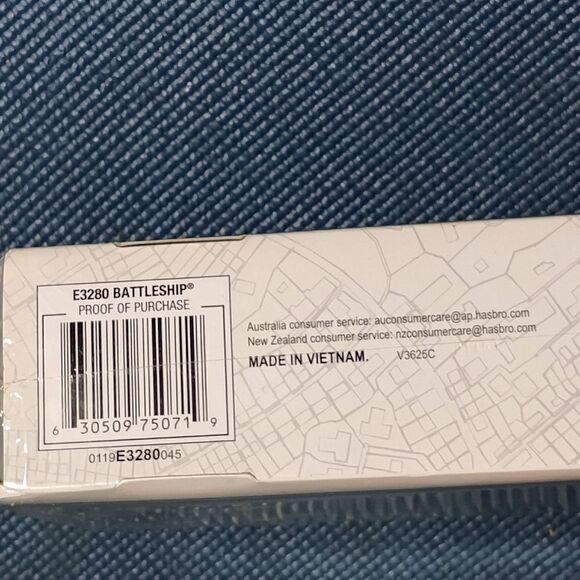 E3280 BATTLESHIP®
PROOF OF PURCHASE
6 30509 75071 9
0119E3280045
Australia consumer service: auconsumercare@ap.hasbro.com
New Zealand consumer service: nzconsumercare@hasbro.com
MADE IN VIETNAM. V3625C